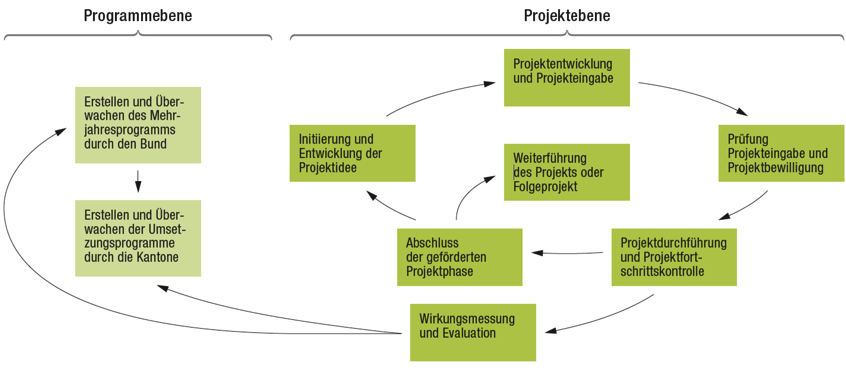 Programmebene
Projektebene
Erstellen und Über-
wachen des Mehr-
jahresprogramms
durch den Bund
Erstellen und Über-
wachen der Umset-
zungsprogramme
durch die Kantone
Projektentwicklung
und Projekteingabe
Initiierung und
Entwicklung der
Projektidee
Prüfung
Projekteingabe und
Projektbewilligung
Weiterführung
des Projekts oder
Folgeprojekt
Abschluss
der geförderten
Projektphase
Projektdurchführung
und Projektfort-
schrittskontrolle
Wirkungsmessung
und Evaluation